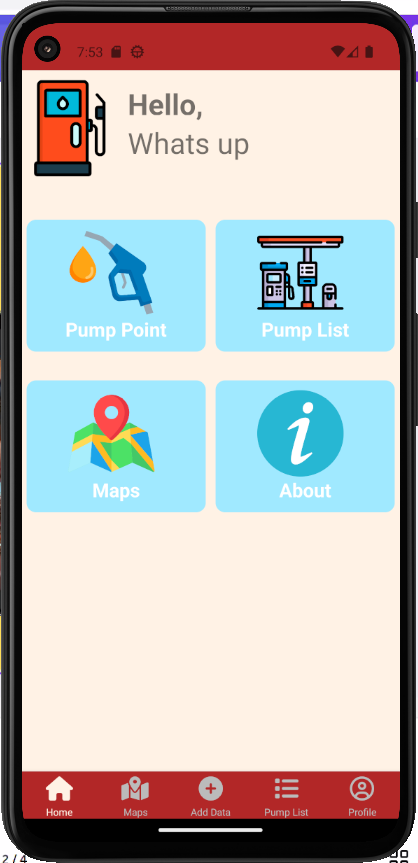 7:53
Hello,
Whats up
Pump Point
Pump List
Maps
About
Home
Maps
Add Data
Pump List
Profile
2 / 4